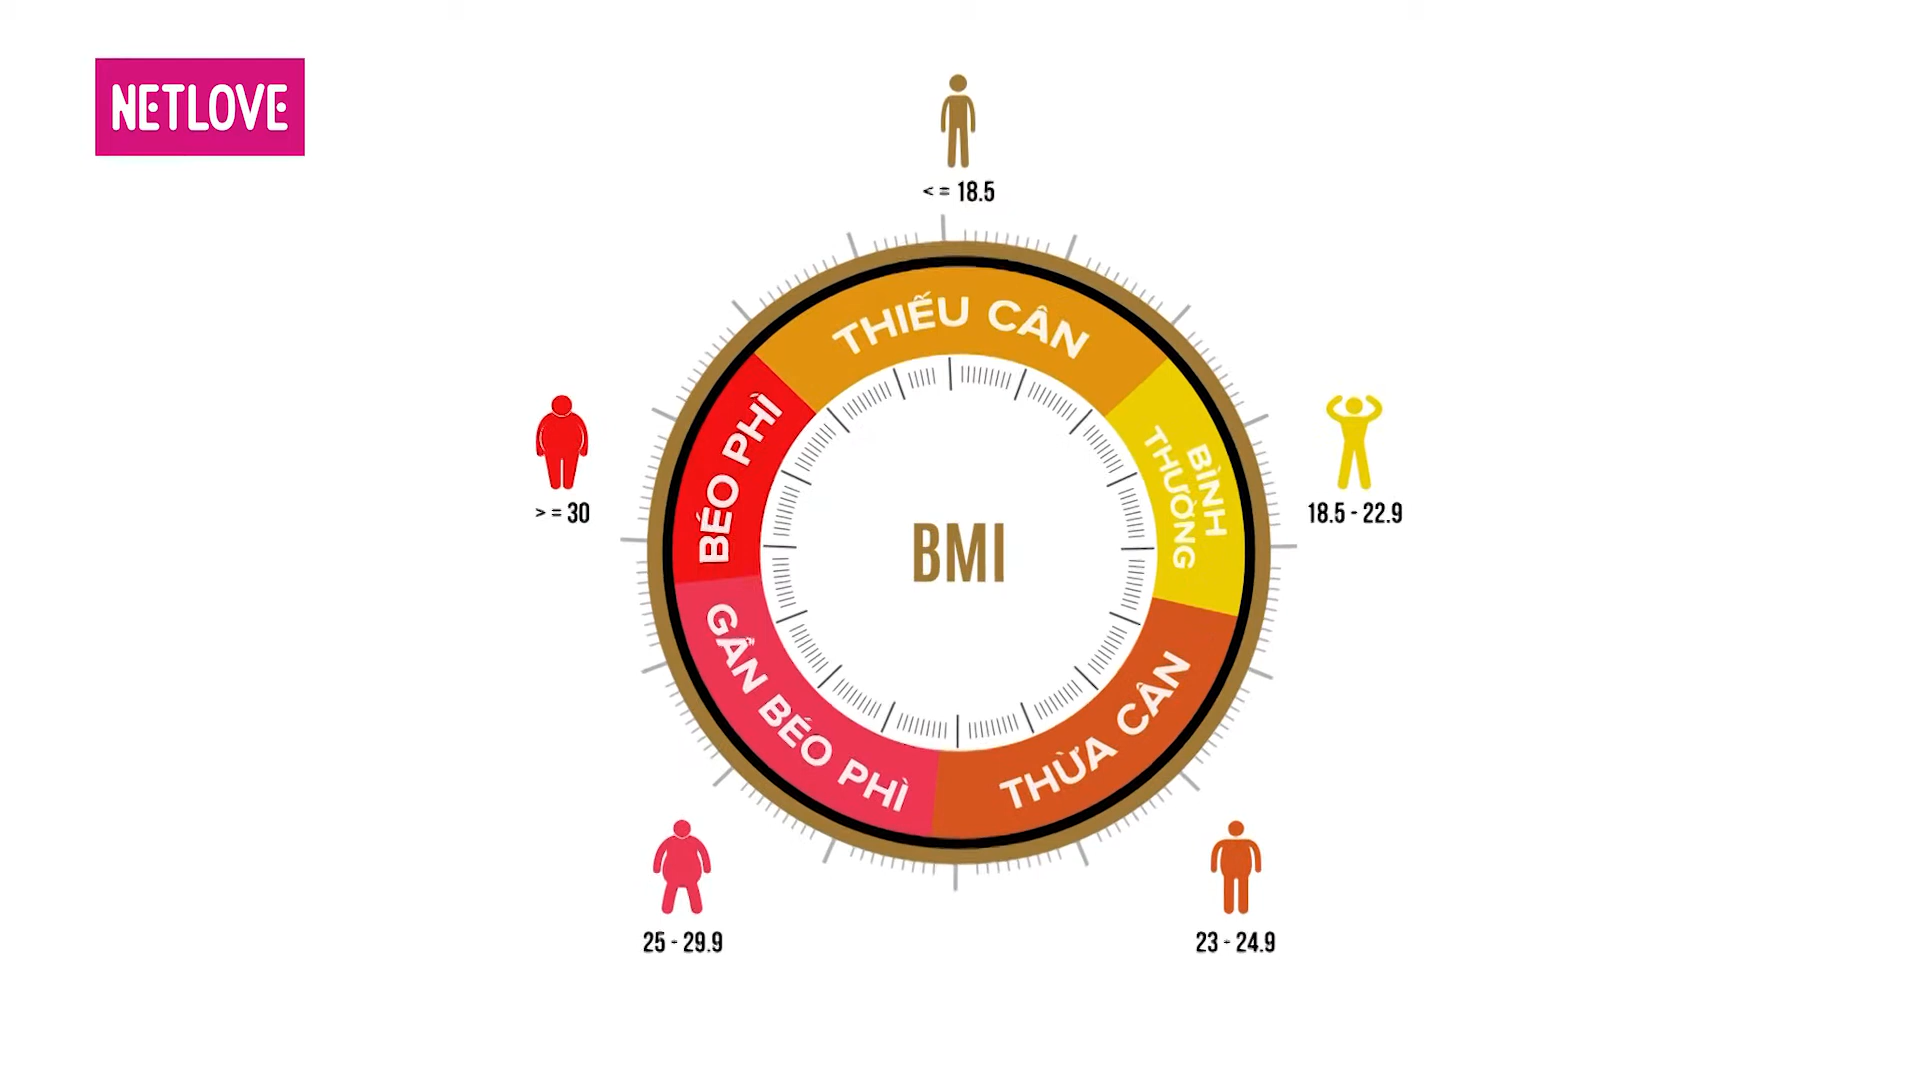 NETLOVE
< = 18.5
THIẾU CÂN
BÉO PHÌ
BÌNH
THƯỜNG
> = 30
18.5 - 22.9
BMI
GẦN BÉO PHÌ
THỪA CÂN
25 - 29.9
23 - 24.9